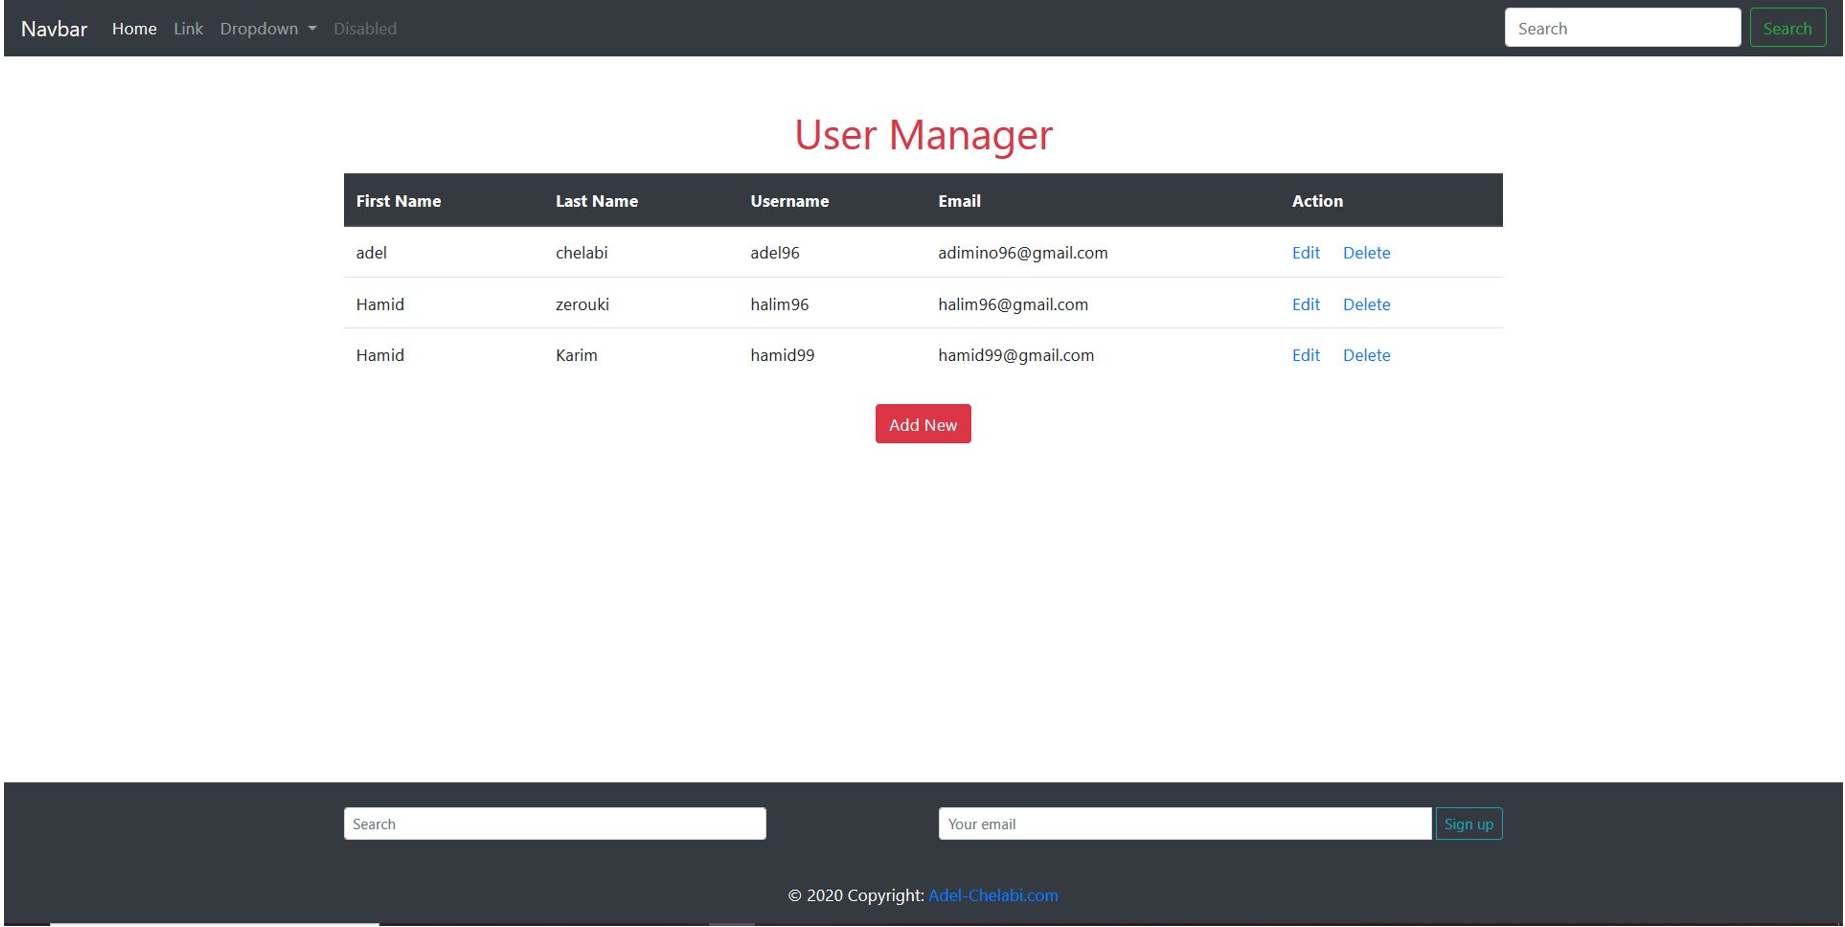 Navbar Home Link Dropdown Disabled Search Search
User Manager
First Name Last Name Username Email Action
adel chelabi adel96 adimino96@gmail.com Edit Delete
Hamid zerouki halim96 halim96@gmail.com Edit Delete
Hamid Karim hamid99 hamid99@gmail.com Edit Delete
Add New
Search Your email Sign up
© 2020 Copyright: Adel-Chelabi.com